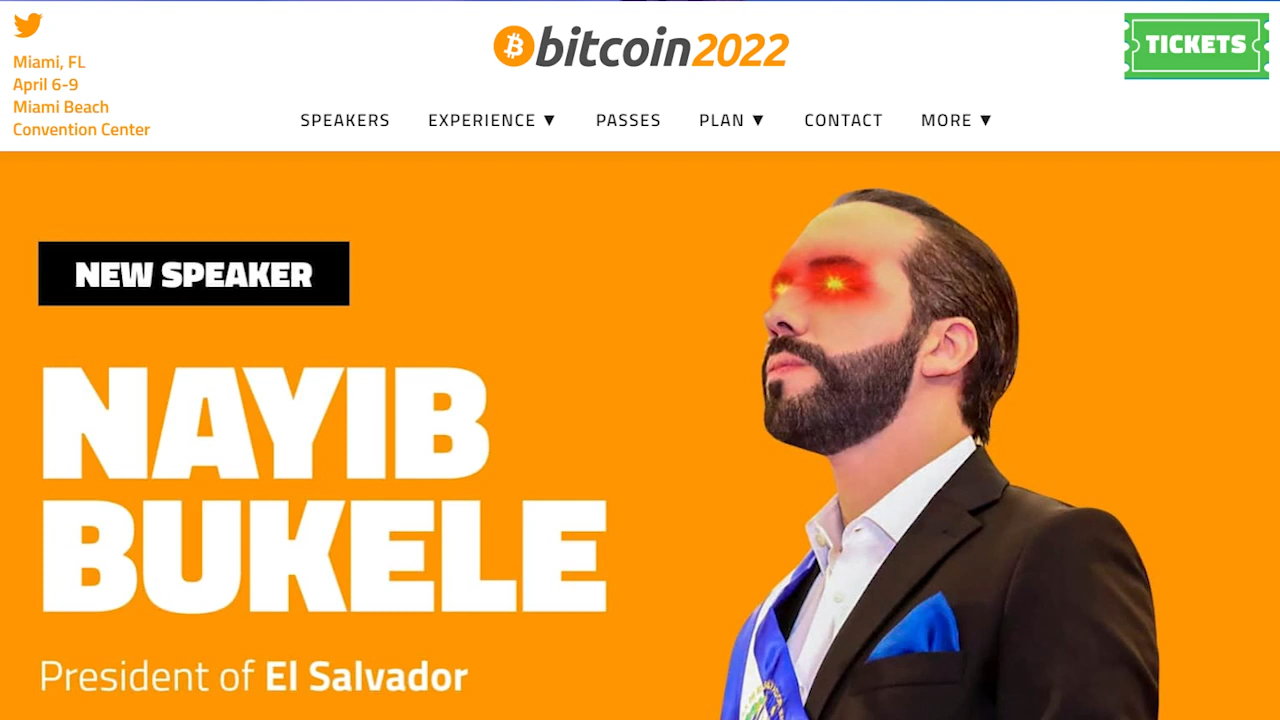 Miami, FL
April 6-9
Miami Beach
Convention Center
bitcoin2022
TICKETS
SPEAKERS EXPERIENCE ▼ PASSES PLAN ▼ CONTACT MORE ▼
NEW SPEAKER
NAYIB
BUKELE
President of El Salvador